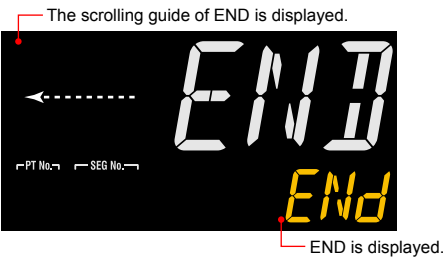 The scrolling guide of END is displayed.
END
PT No. SEG No.
ENd
END is displayed.